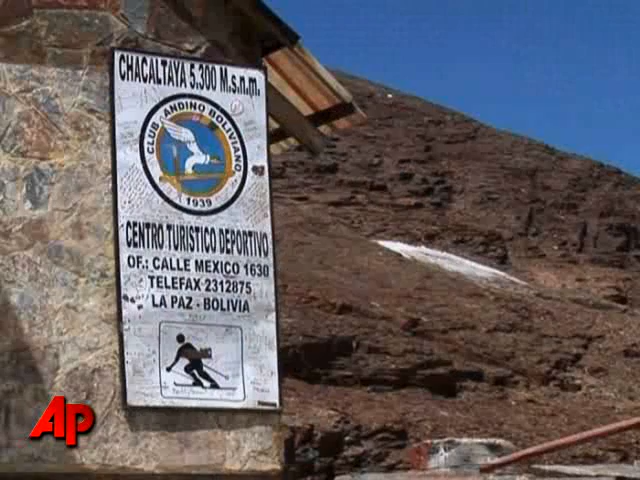 CHACALTAYA 5.300 M.s.n.m.
CLUB ANDINO BOLIVIANO
1939
CENTRO TURISTICO DEPORTIVO
OF.: CALLE MEXICO 1630
TELEFAX 2312875
LA PAZ - BOLIVIA
AP